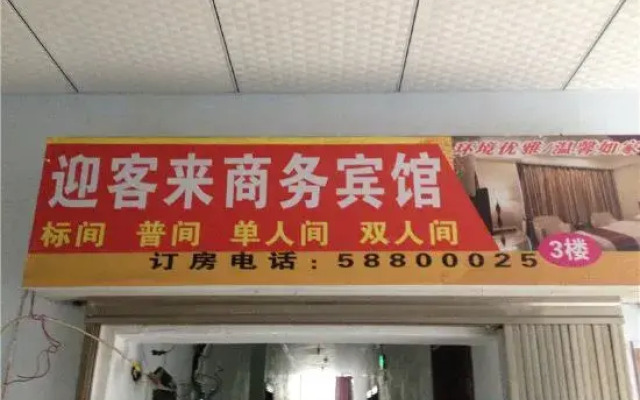 迎客来商务宾馆
环境优雅 温馨如家
标间 普间 单人间 双人间
订房电话：58800025
3楼